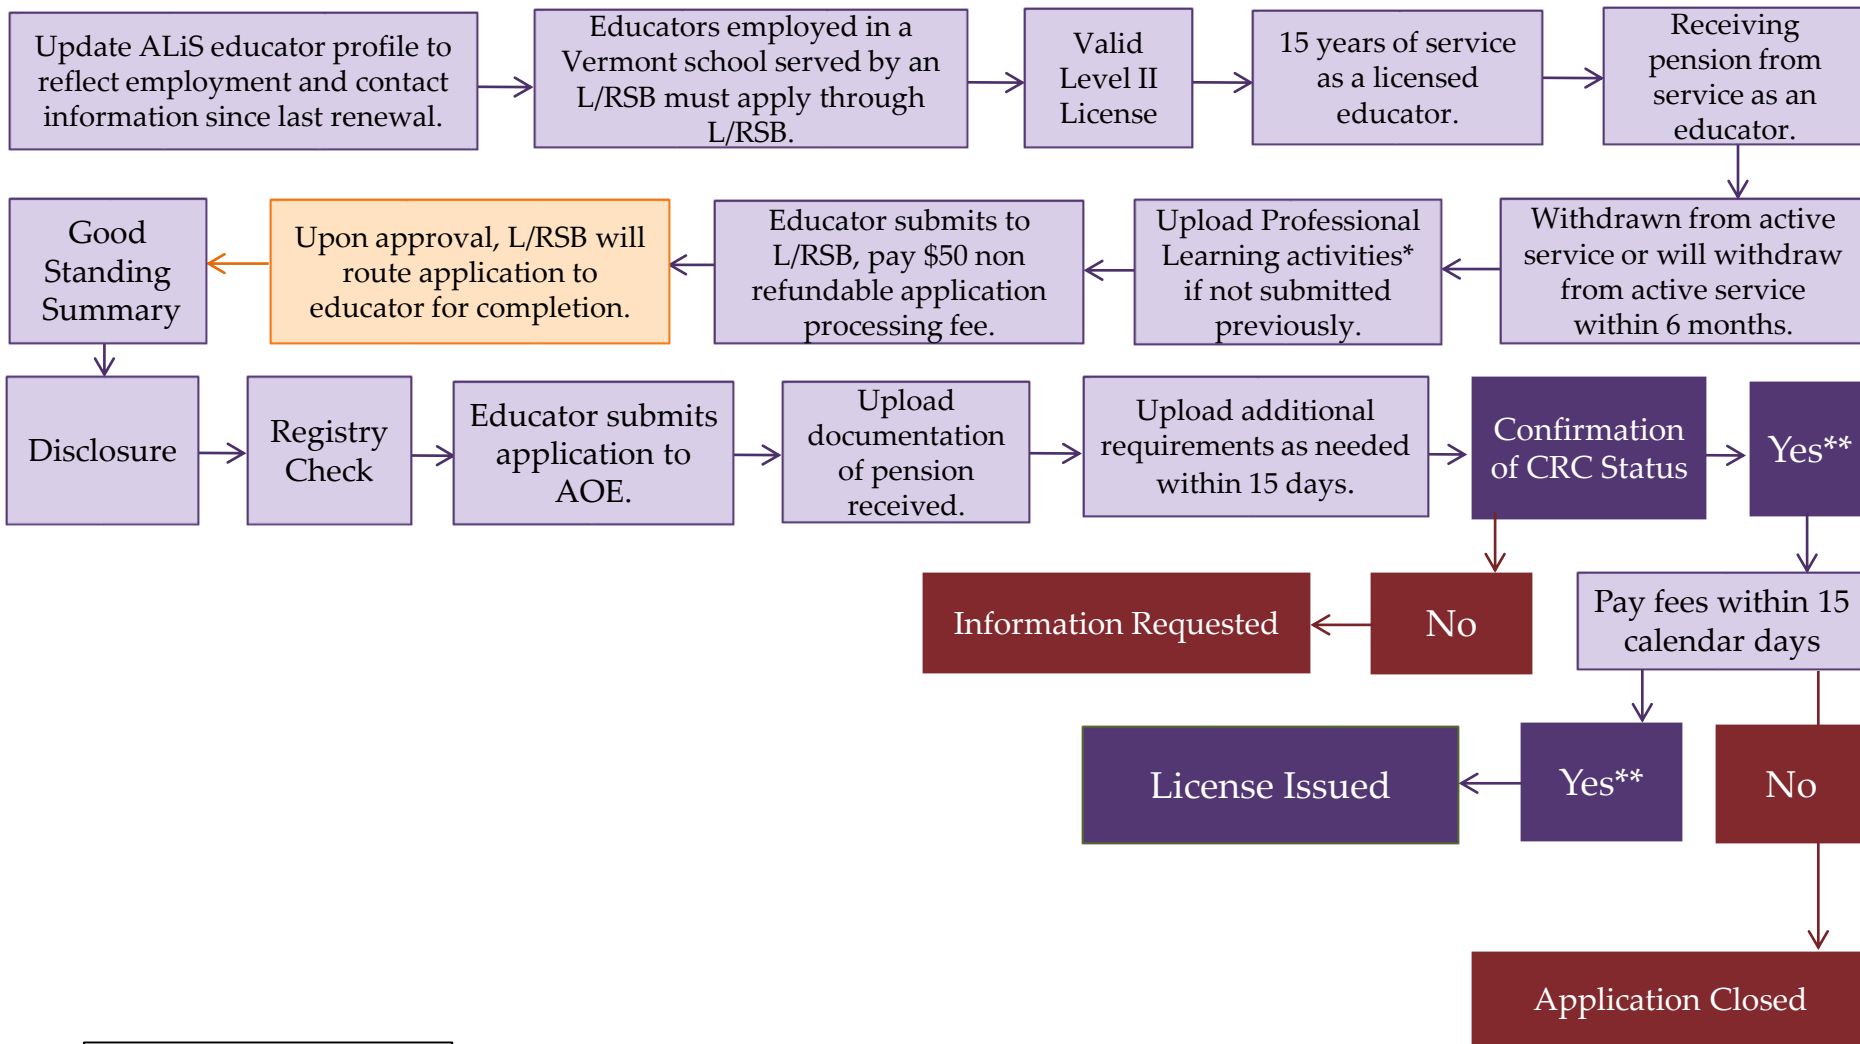 Update ALiS educator profile to
reflect employment and contact
information since last renewal.
Educators employed in a
Vermont school served by an
L/RSB must apply through
L/RSB.
Valid
Level II
License
15 years of service
as a licensed
educator.
Receiving
pension from
service as an
educator.
Withdrawn from active
service or will withdraw
from active service
within 6 months.
Upload Professional
Learning activities*
if not submitted
previously.
Educator submits to
L/RSB, pay $50 non
refundable application
processing fee.
Upon approval, L/RSB will
route application to
educator for completion.
Good
Standing
Summary
Disclosure
Registry
Check
Educator submits
application to
AOE.
Upload
documentation
of pension
received.
Upload additional
requirements as needed
within 15 days.
Confirmation
of CRC Status
Yes**
No
Information Requested
Pay fees within 15
calendar days
Yes**
License Issued
No
Application Closed